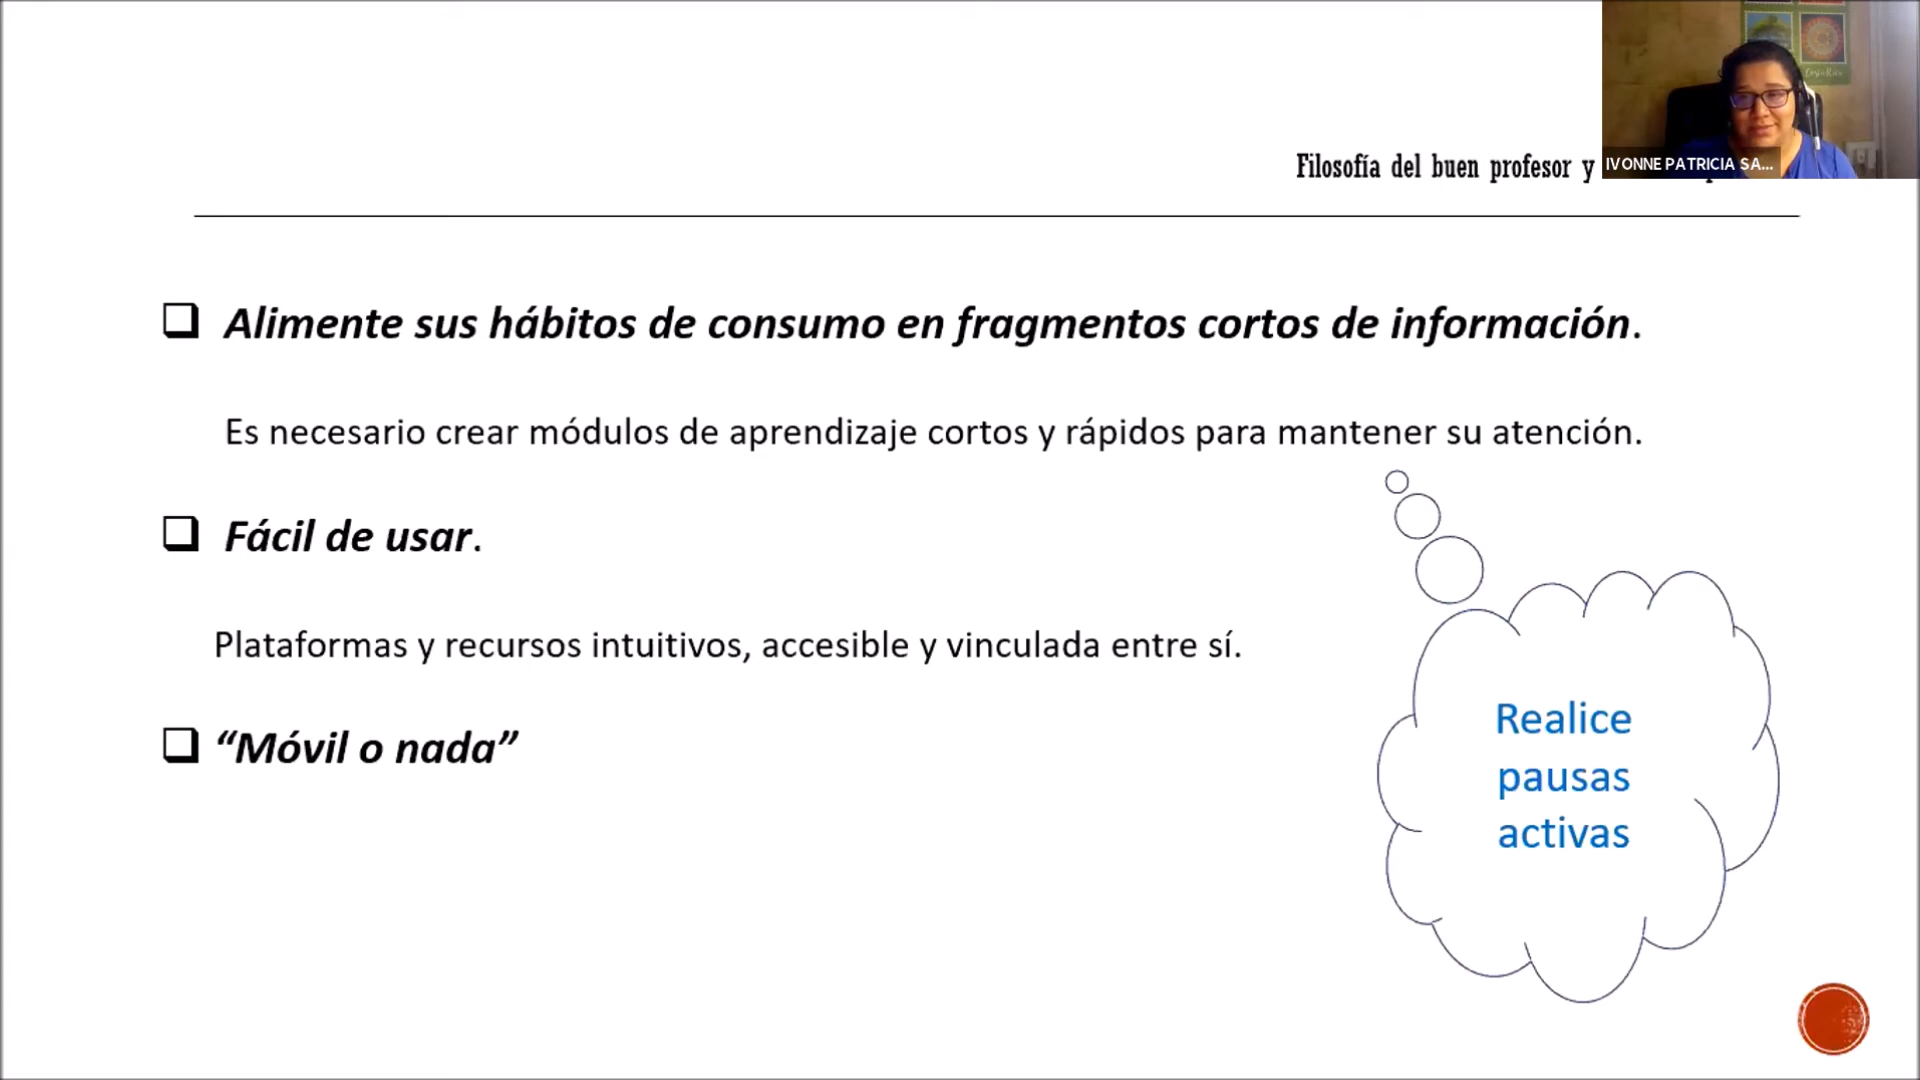 Filosofía del buen profesor y
IVONNE PATRICIA SA...
Alimente sus hábitos de consumo en fragmentos cortos de información.
Es necesario crear módulos de aprendizaje cortos y rápidos para mantener su atención.
Fácil de usar.
Plataformas y recursos intuitivos, accesible y vinculada entre sí.
“Móvil o nada”
Realice
pausas
activas
Costa Rica